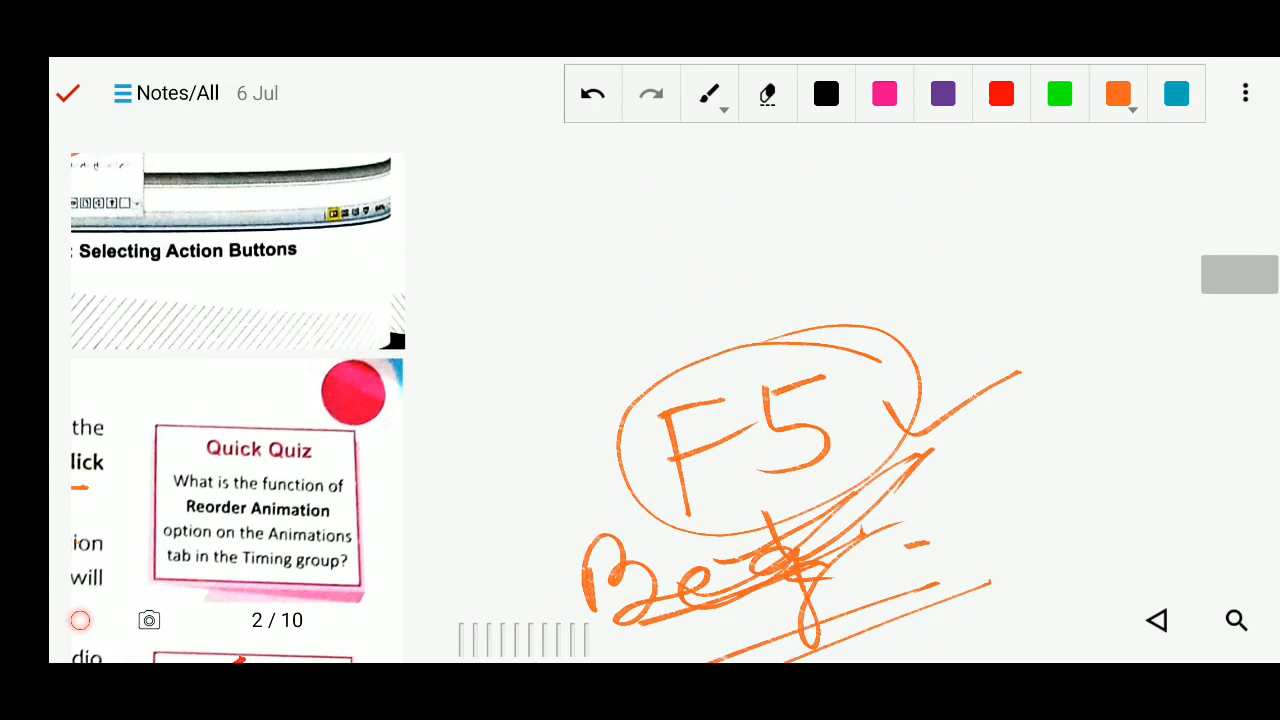 Notes/All 6 Jul
: Selecting Action Buttons
the
lick
ion
will
dio
Quick Quiz
What is the function of
Reorder Animation
option on the Animations
tab in the Timing group?
F5
2 / 10